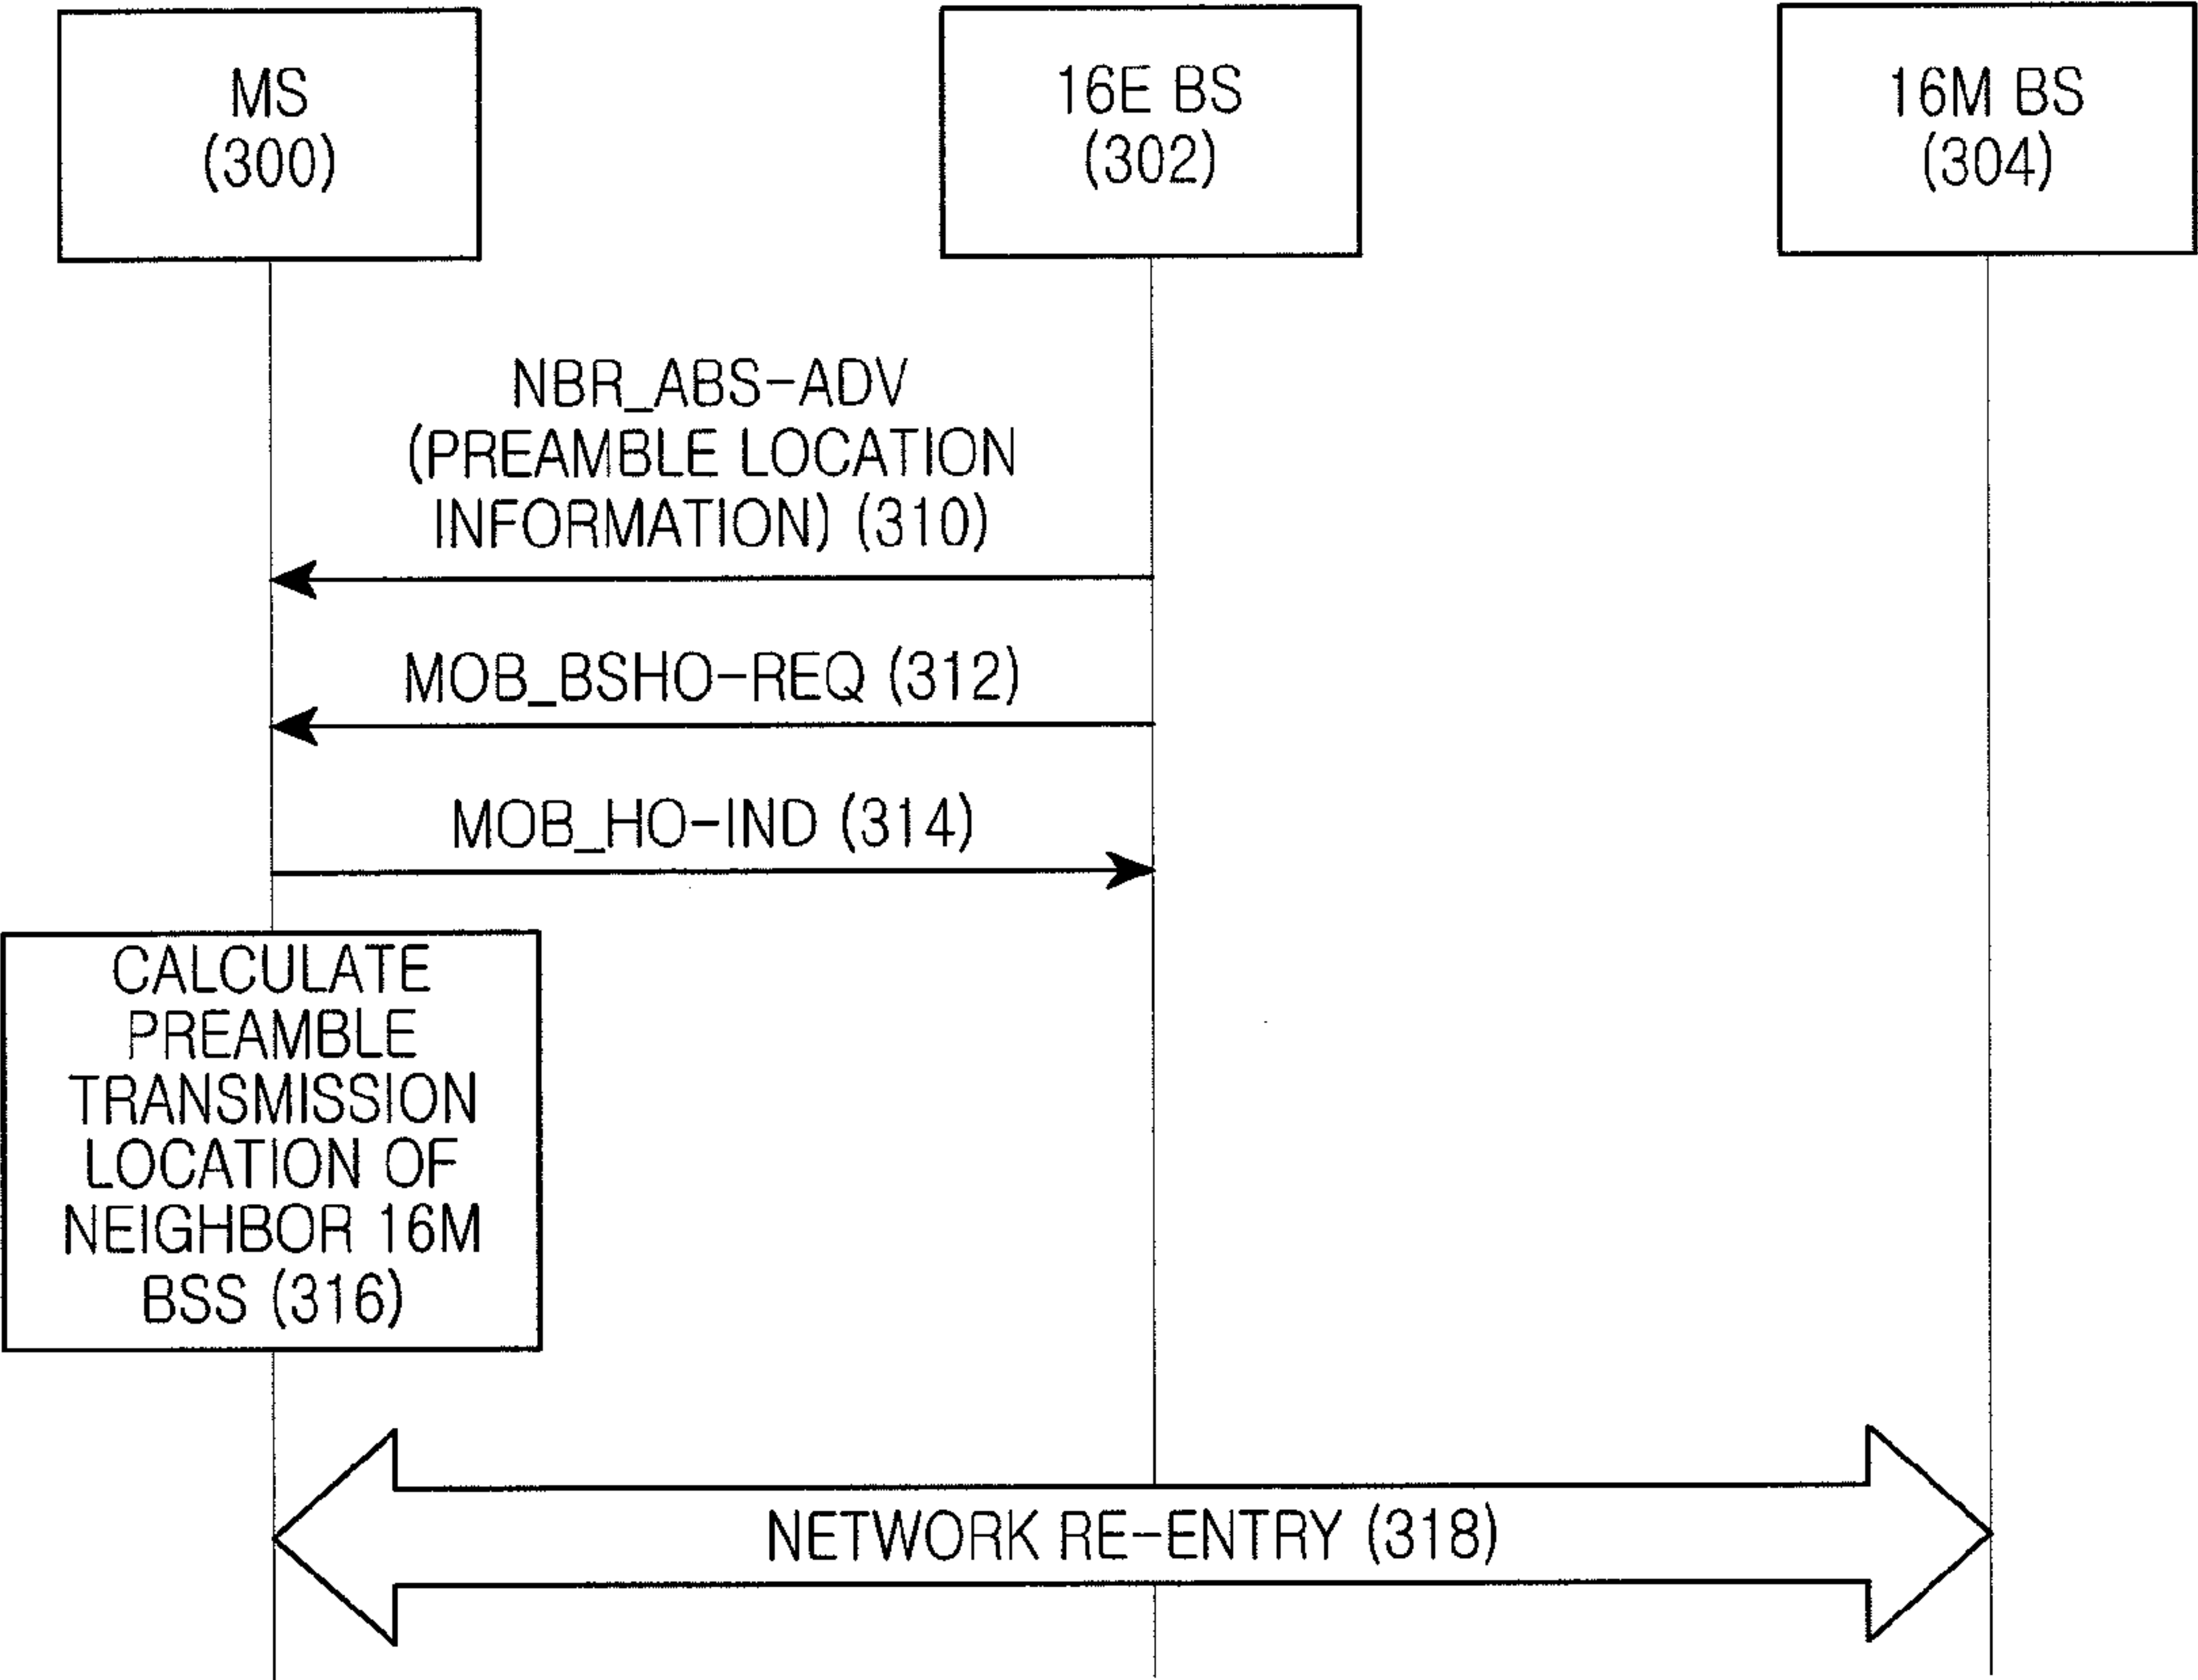 MS
(300)
16E BS
(302)
16M BS
(304)
NBR_ABS-ADV
(PREAMBLE LOCATION
INFORMATION) (310)
MOB_BSHO-REQ (312)
MOB_HO-IND (314)
CALCULATE
PREAMBLE
TRANSMISSION
LOCATION OF
NEIGHBOR 16M
BSS (316)
NETWORK RE-ENTRY (318)